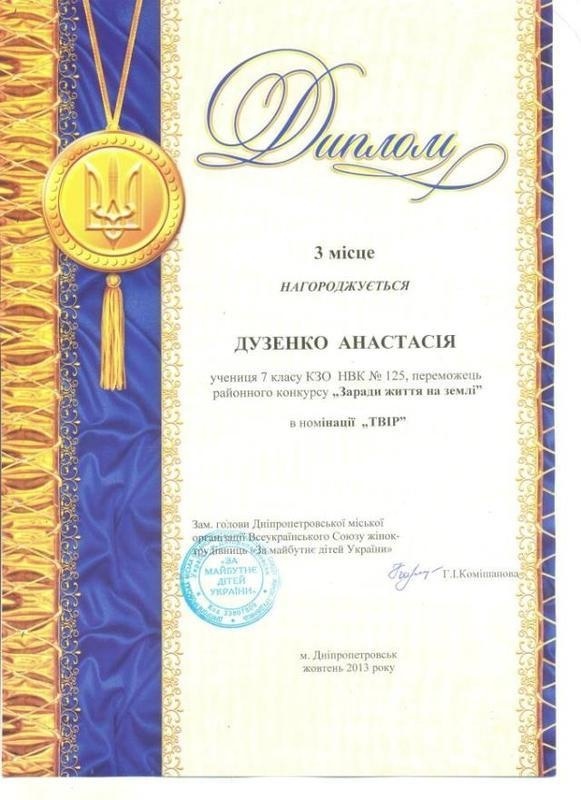 Диплом
3 місце
НАГОРОДЖУЄТЬСЯ
ДУЗЕНКО АНАСТАСІЯ
учениця 7 класу КЗО НВК № 125, переможець
районного конкурсу „Заради життя на землі”
в номінації „ТВІР”
Зам. голови Дніпропетровської міської
організації Всеукраїнського Союзу жінок-
трудівниць «За майбутнє дітей України»
«ЗА
МАЙБУТНЄ
ДІТЕЙ
УКРАЇНИ»
Г.І.Комішанова
м. Дніпропетровськ
жовтень 2013 року